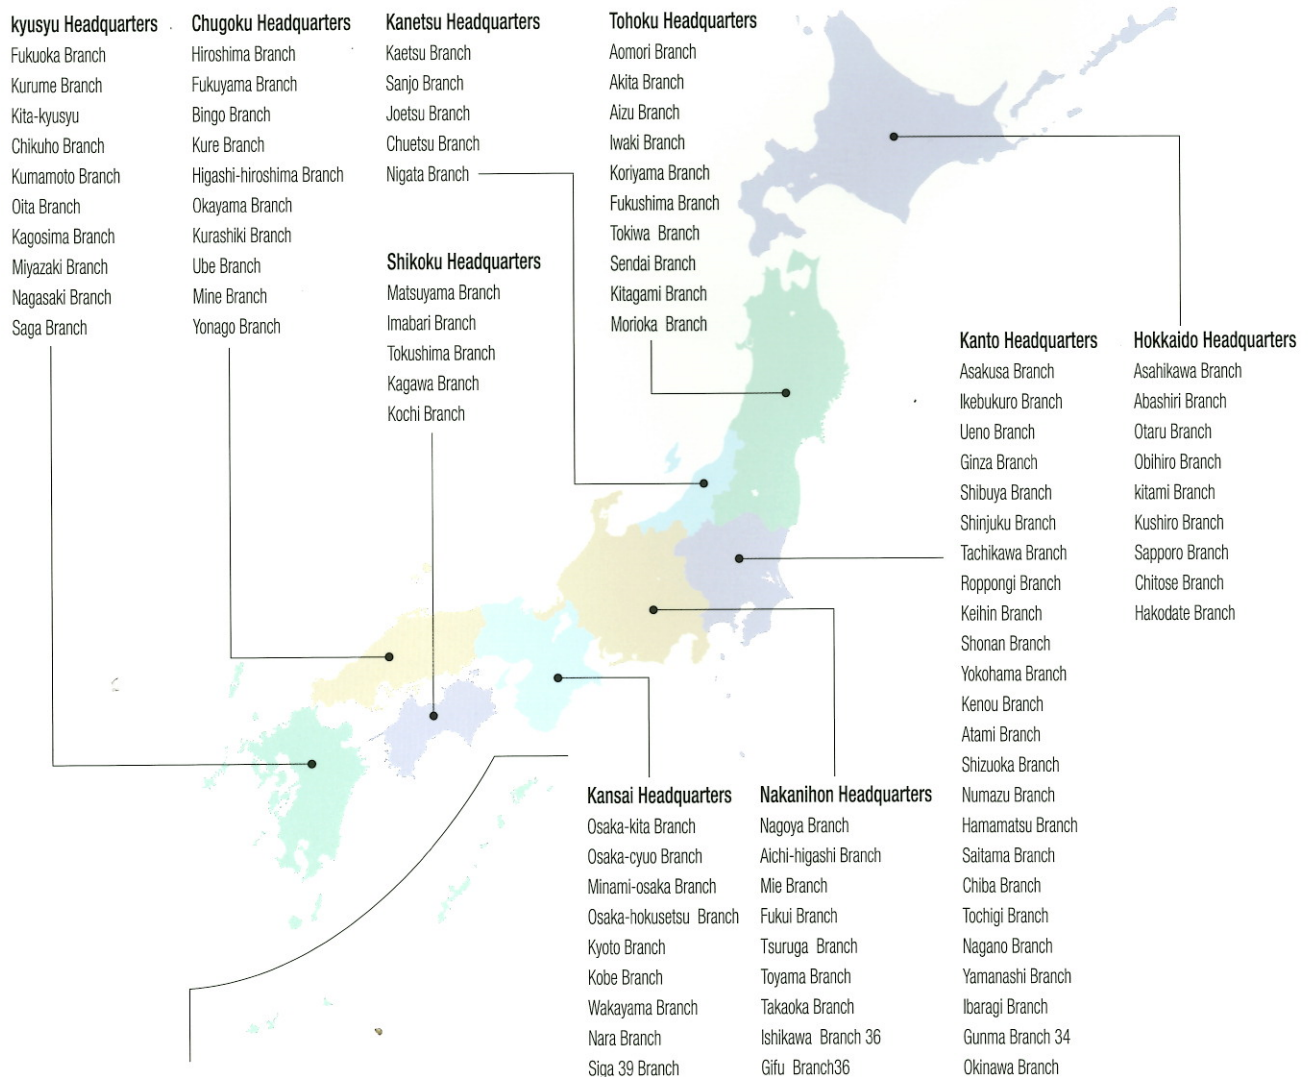 kyusyu Headquarters
Fukuoka Branch
Kurume Branch
Kita-kyusyu
Chikuho Branch
Kumamoto Branch
Oita Branch
Kagosima Branch
Miyazaki Branch
Nagasaki Branch
Saga Branch
Chugoku Headquarters
Hiroshima Branch
Fukuyama Branch
Bingo Branch
Kure Branch
Higashi-hiroshima Branch
Okayama Branch
Kurashiki Branch
Ube Branch
Mine Branch
Yonago Branch
Kanetsu Headquarters
Kaetsu Branch
Sanjo Branch
Joetsu Branch
Chuetsu Branch
Nigata Branch
Shikoku Headquarters
Matsuyama Branch
Imabari Branch
Tokushima Branch
Kagawa Branch
Kochi Branch
Tohoku Headquarters
Aomori Branch
Akita Branch
Aizu Branch
Iwaki Branch
Koriyama Branch
Fukushima Branch
Tokiwa Branch
Sendai Branch
Kitagami Branch
Morioka Branch
Kanto Headquarters
Asakusa Branch
Ikebukuro Branch
Ueno Branch
Ginza Branch
Shibuya Branch
Shinjuku Branch
Tachikawa Branch
Roppongi Branch
Keihin Branch
Shonan Branch
Yokohama Branch
Kenou Branch
Atami Branch
Shizuoka Branch
Numazu Branch
Hamamatsu Branch
Saitama Branch
Chiba Branch
Tochigi Branch
Nagano Branch
Yamanashi Branch
Ibaragi Branch
Gunma Branch 34
Okinawa Branch
Hokkaido Headquarters
Asahikawa Branch
Abashiri Branch
Otaru Branch
Obihiro Branch
kitami Branch
Kushiro Branch
Sapporo Branch
Chitose Branch
Hakodate Branch
Kansai Headquarters
Osaka-kita Branch
Osaka-cyuo Branch
Minami-osaka Branch
Osaka-hokusetsu Branch
Kyoto Branch
Kobe Branch
Wakayama Branch
Nara Branch
Siga 39 Branch
Nakanihon Headquarters
Nagoya Branch
Aichi-higashi Branch
Mie Branch
Fukui Branch
Tsuruga Branch
Toyama Branch
Takaoka Branch
Ishikawa Branch 36
Gifu Branch36